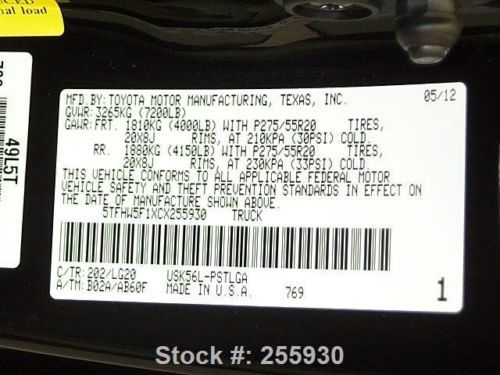 nal load
49L5T
MFD.BY:TOYOTA MOTOR MANUFACTURING, TEXAS, INC. 05/12
GVWR:3265KG (7200LB)
GAWR:FRT. 1810KG (4000LB) WITH P275/55R20 TIRES,
20X8J RIMS, AT 210KPA (30PSI) COLD
RR. 1880KG (4150LB) WITH P275/55R20 TIRES,
20X8J RIMS, AT 230KPA (33PSI) COLD
THIS VEHICLE CONFORMS TO ALL APPLICABLE FEDERAL MOTOR
VEHICLE SAFETY AND THEFT PREVENTION STANDARDS IN EFFECT ON
THE DATE OF MANUFACTURE SHOWN ABOVE.
5TFHW5F1XCX255930 TRUCK
C/TR:202/LG20 USK56L-PSTLGA
A/TM:B02A/AB60F MADE IN U.S.A. 769 1
Stock #: 255930